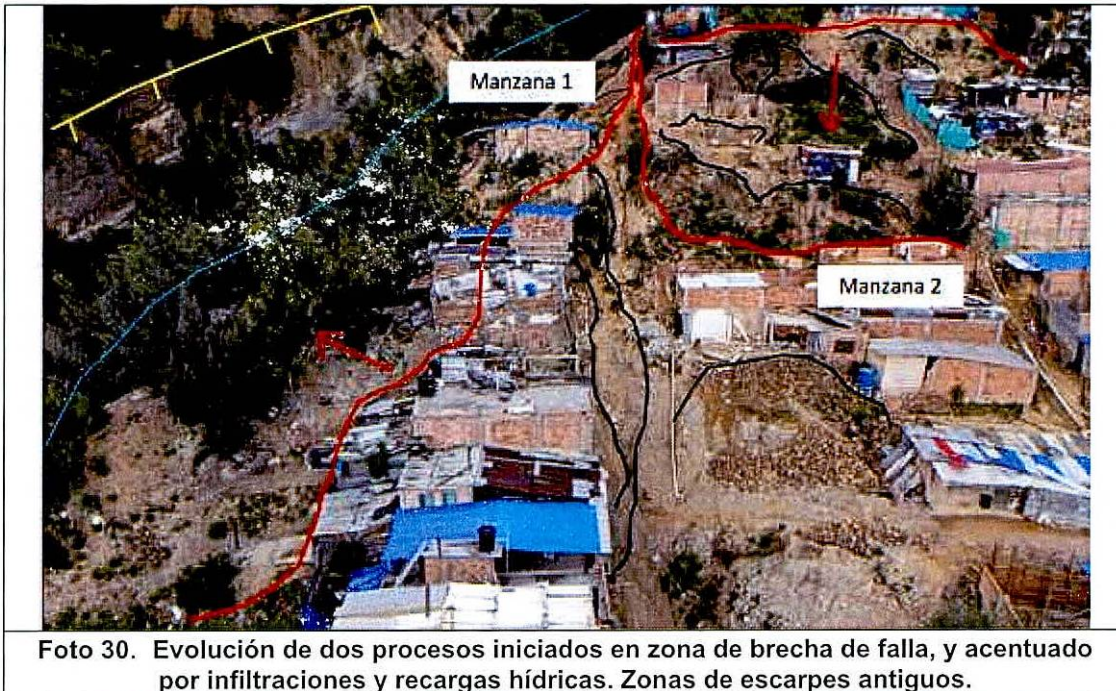 Manzana 1
Manzana 2
Foto 30. Evolución de dos procesos iniciados en zona de brecha de falla, y acentuado
por infiltraciones y recargas hídricas. Zonas de escarpes antiguos.